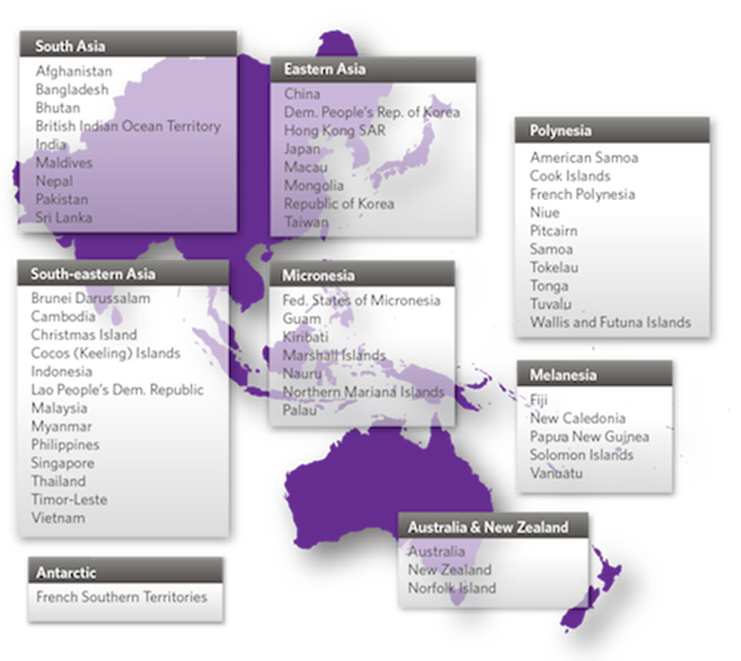 South Asia
Afghanistan
Bangladesh
Bhutan
British Indian Ocean Territory
India
Maldives
Nepal
Pakistan
Sri Lanka
Eastern Asia
China
Dem. People's Rep. of Korea
Hong Kong SAR
Japan
Macau
Mongolia
Republic of Korea
Taiwan
Polynesia
American Samoa
Cook Islands
French Polynesia
Niue
Pitcairn
Samoa
Tokelau
Tonga
Tuvalu
Wallis and Futuna Islands
South-eastern Asia
Brunei Darussalam
Cambodia
Christmas Island
Cocos (Keeling) Islands
Indonesia
Lao People's Dem. Republic
Malaysia
Myanmar
Philippines
Singapore
Thailand
Timor-Leste
Vietnam
Micronesia
Fed. States of Micronesia
Guam
Kiribati
Marshall Islands
Nauru
Northern Mariana Islands
Palau
Melanesia
Fiji
New Caledonia
Papua New Guinea
Solomon Islands
Vanuatu
Australia & New Zealand
Australia
New Zealand
Norfolk Island
Antarctic
French Southern Territories